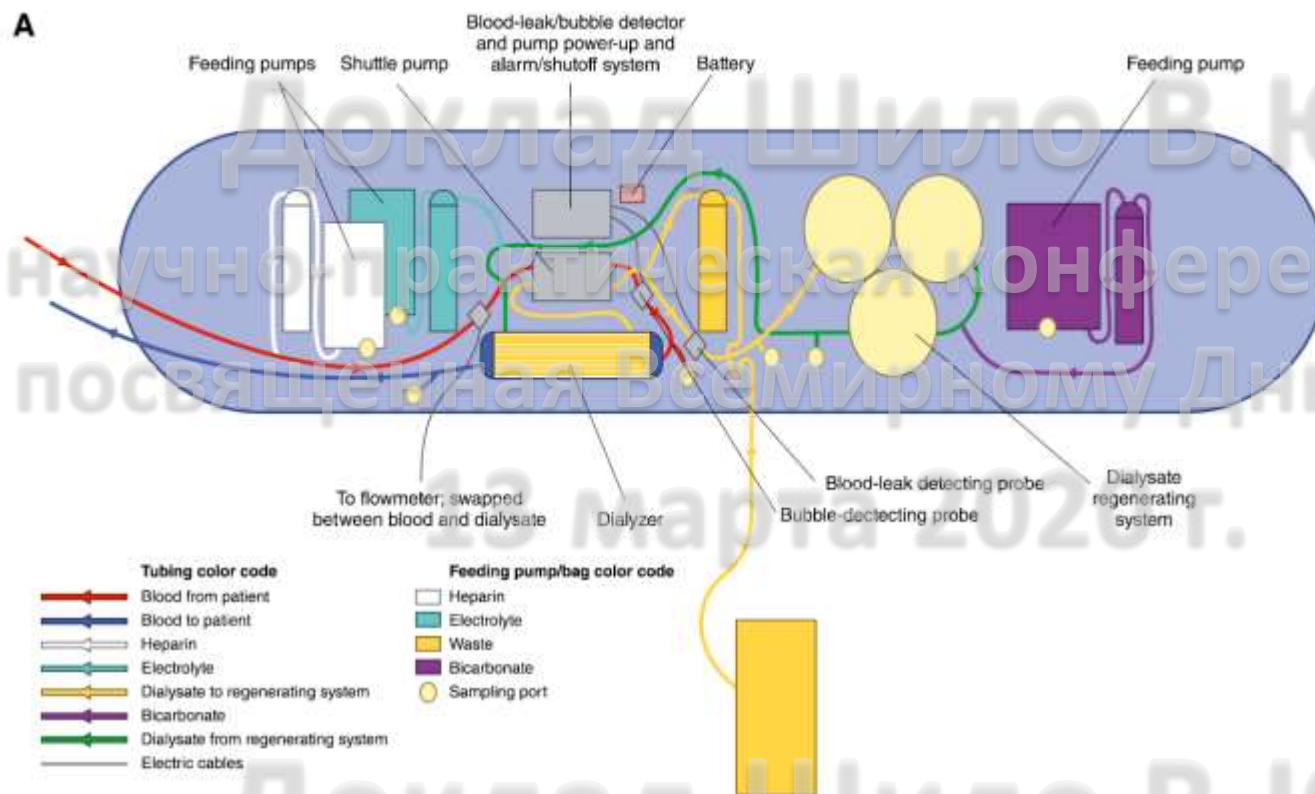 A
Blood-leak/bubble detector
and pump power-up and
alarm/shutoff system
Feeding pumps
Shuttle pump
Battery
Feeding pump
Доклад Шило В.К
научно-практическая конфере
посвященная Всемирному Дн
13 марта 2020 г.
To flowmeter; swapped
between blood and dialysate
Dialyzer
Blood-leak detecting probe
Bubble-dectecting probe
Dialysate
regenerating
system
Tubing color code
Blood from patient
Blood to patient
Heparin
Electrolyte
Dialysate to regenerating system
Bicarbonate
Dialysate from regenerating system
Electric cables
Feeding pump/bag color code
Heparin
Electrolyte
Waste
Bicarbonate
Sampling port
Доклад Шило В.К